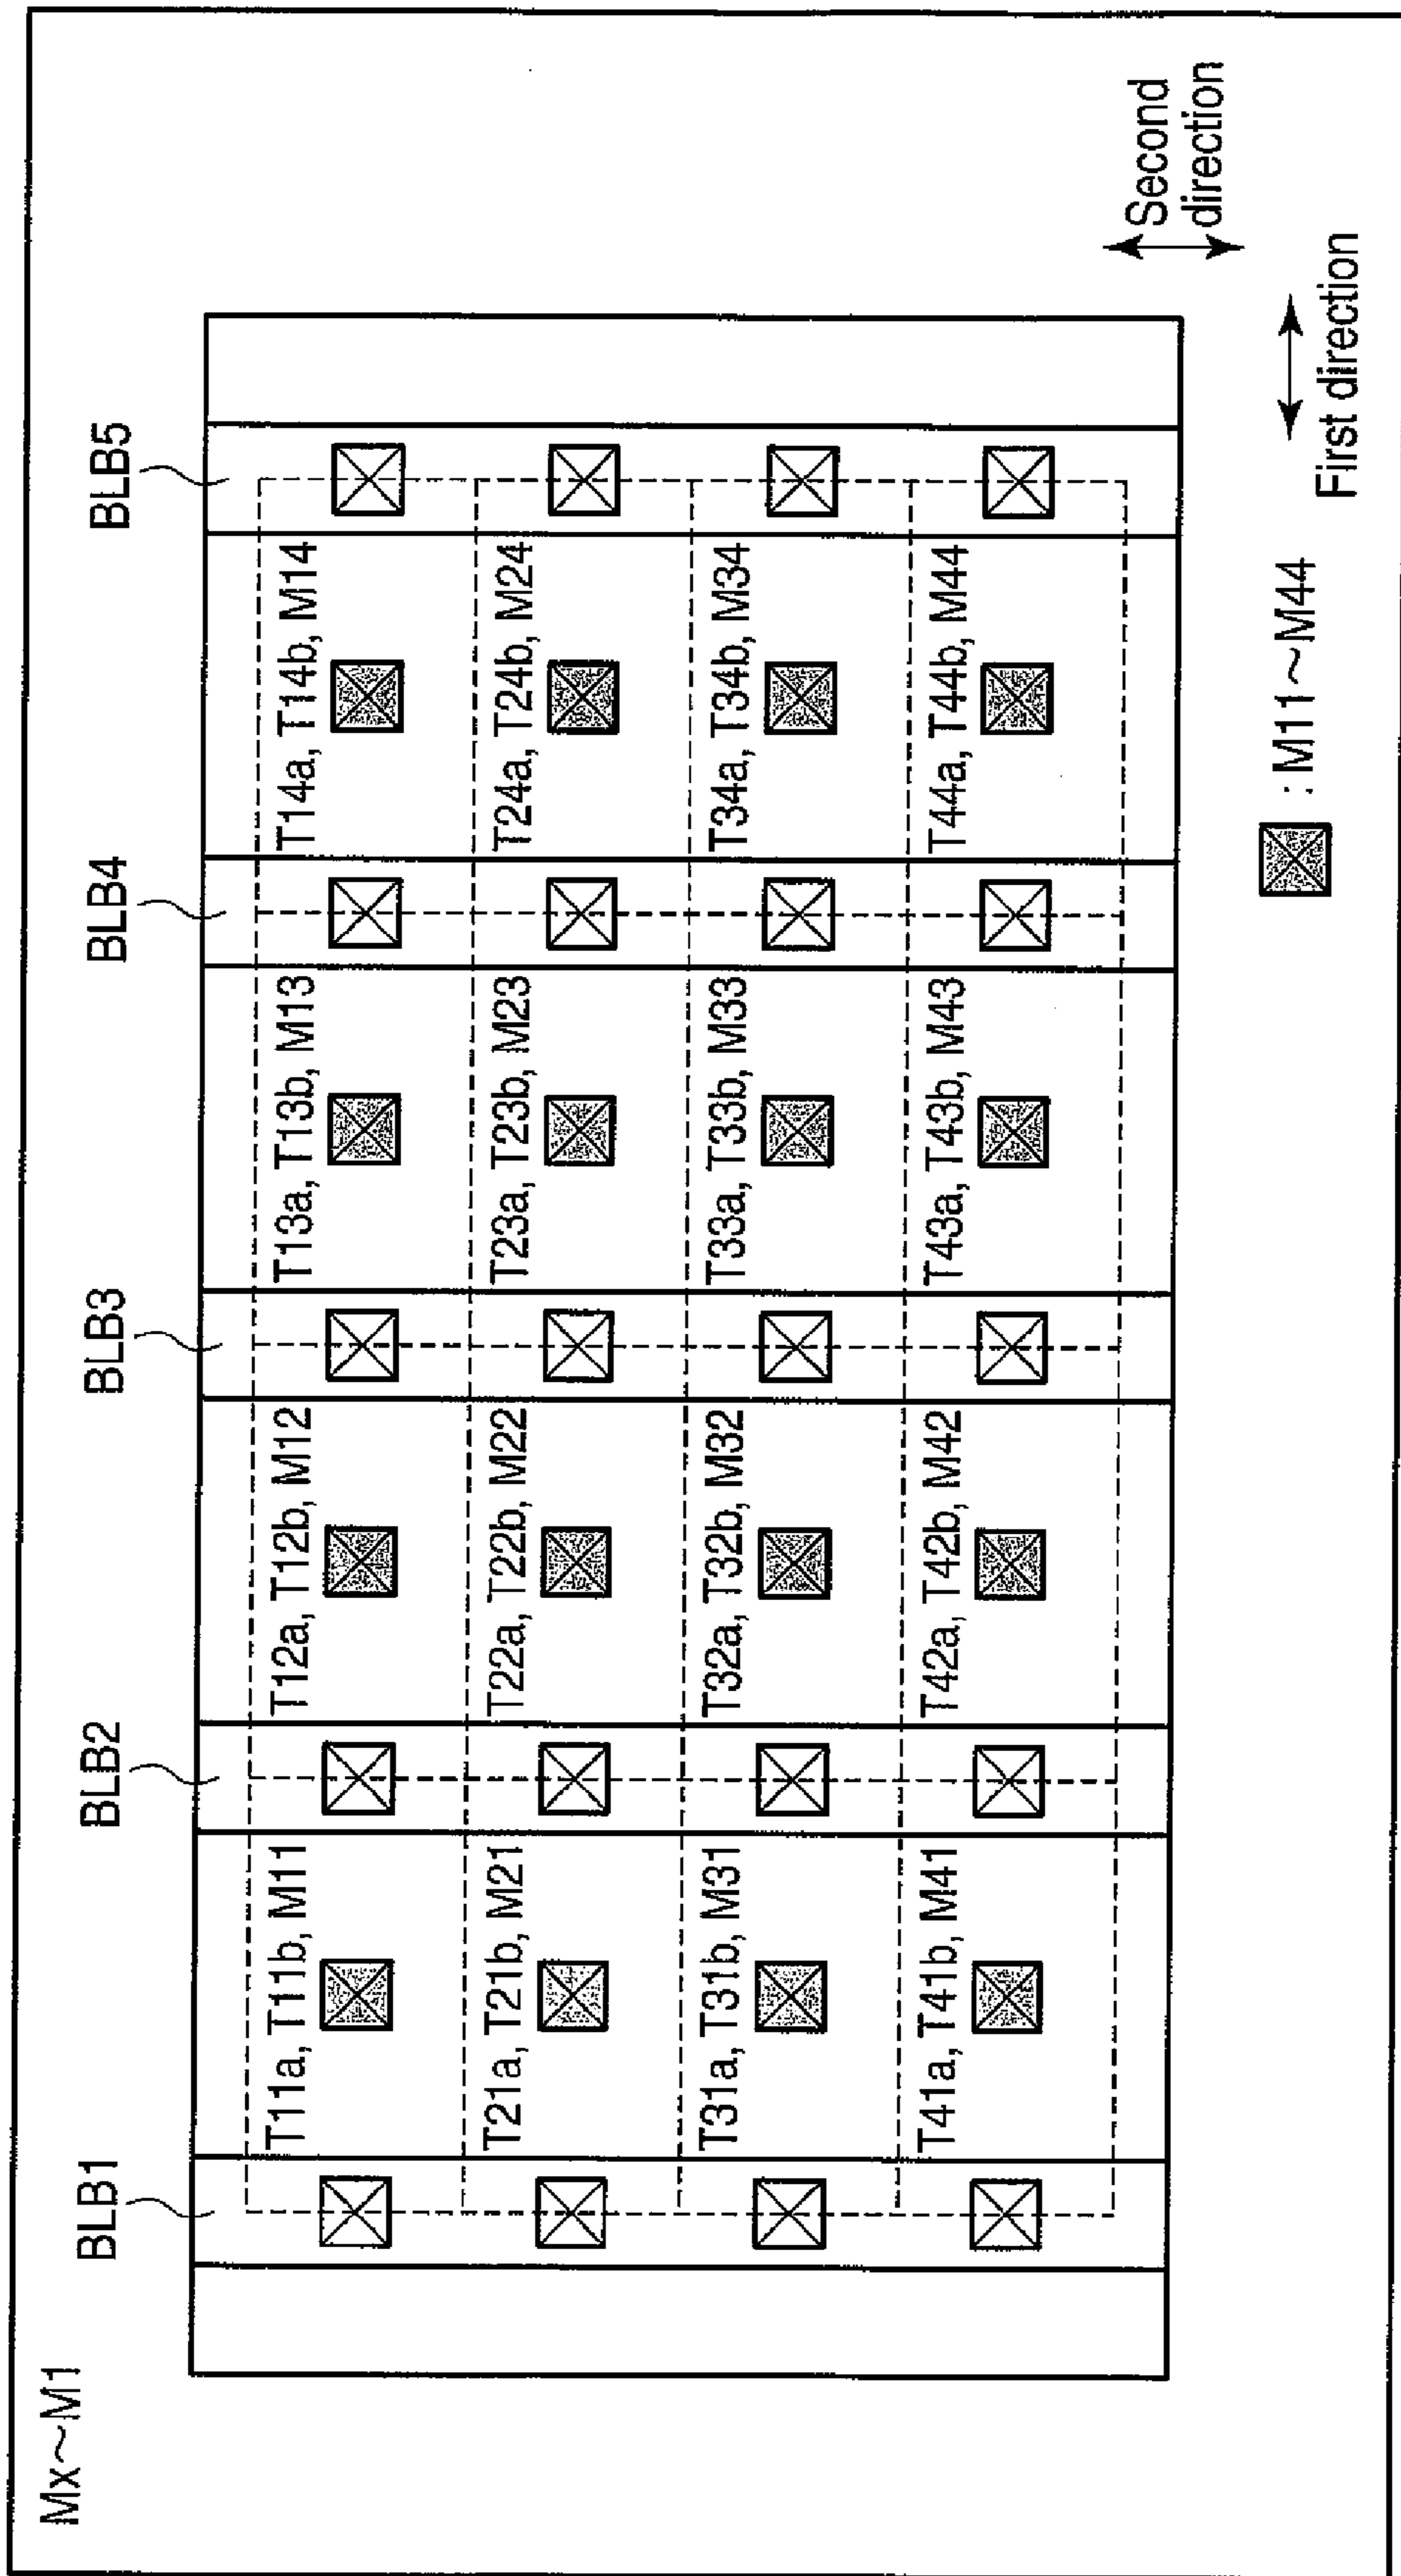 Mx~M1
BLB1
BLB2
BLB3
BLB4
BLB5
T11a, T11b, M11
T12a, T12b, M12
T13a, T13b, M13
T14a, T14b, M14
T21a, T21b, M21
T22a, T22b, M22
T23a, T23b, M23
T24a, T24b, M24
T31a, T31b, M31
T32a, T32b, M32
T33a, T33b, M33
T34a, T34b, M34
T41a, T41b, M41
T42a, T42b, M42
T43a, T43b, M43
T44a, T44b, M44
Second
direction
: M11~M44
First direction